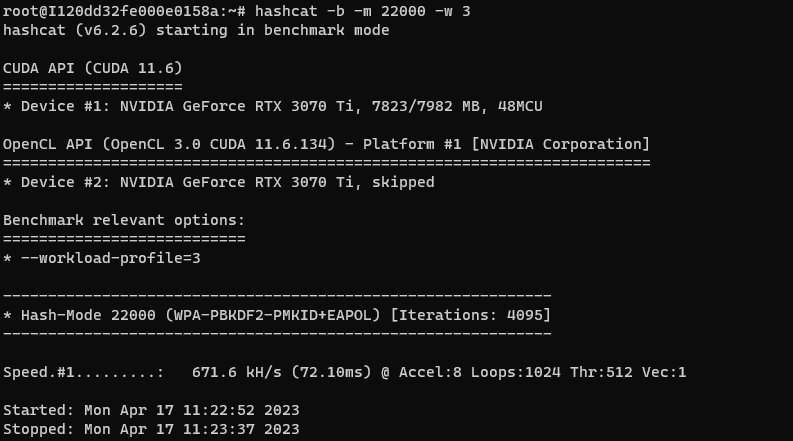 root@I120dd32fe000e0158a:~# hashcat -b -m 22000 -w 3
hashcat (v6.2.6) starting in benchmark mode
CUDA API (CUDA 11.6)
====================
* Device #1: NVIDIA GeForce RTX 3070 Ti, 7823/7982 MB, 48MCU
OpenCL API (OpenCL 3.0 CUDA 11.6.134) - Platform #1 [NVIDIA Corporation]
========================================================================
* Device #2: NVIDIA GeForce RTX 3070 Ti, skipped
Benchmark relevant options:
===========================
* --workload-profile=3
-------------------------------------------------------------
* Hash-Mode 22000 (WPA-PBKDF2-PMKID+EAPOL) [Iterations: 4095]
-------------------------------------------------------------
Speed.#1.........:   671.6 kH/s (72.10ms) @ Accel:8 Loops:1024 Thr:512 Vec:1
Started: Mon Apr 17 11:22:52 2023
Stopped: Mon Apr 17 11:23:37 2023